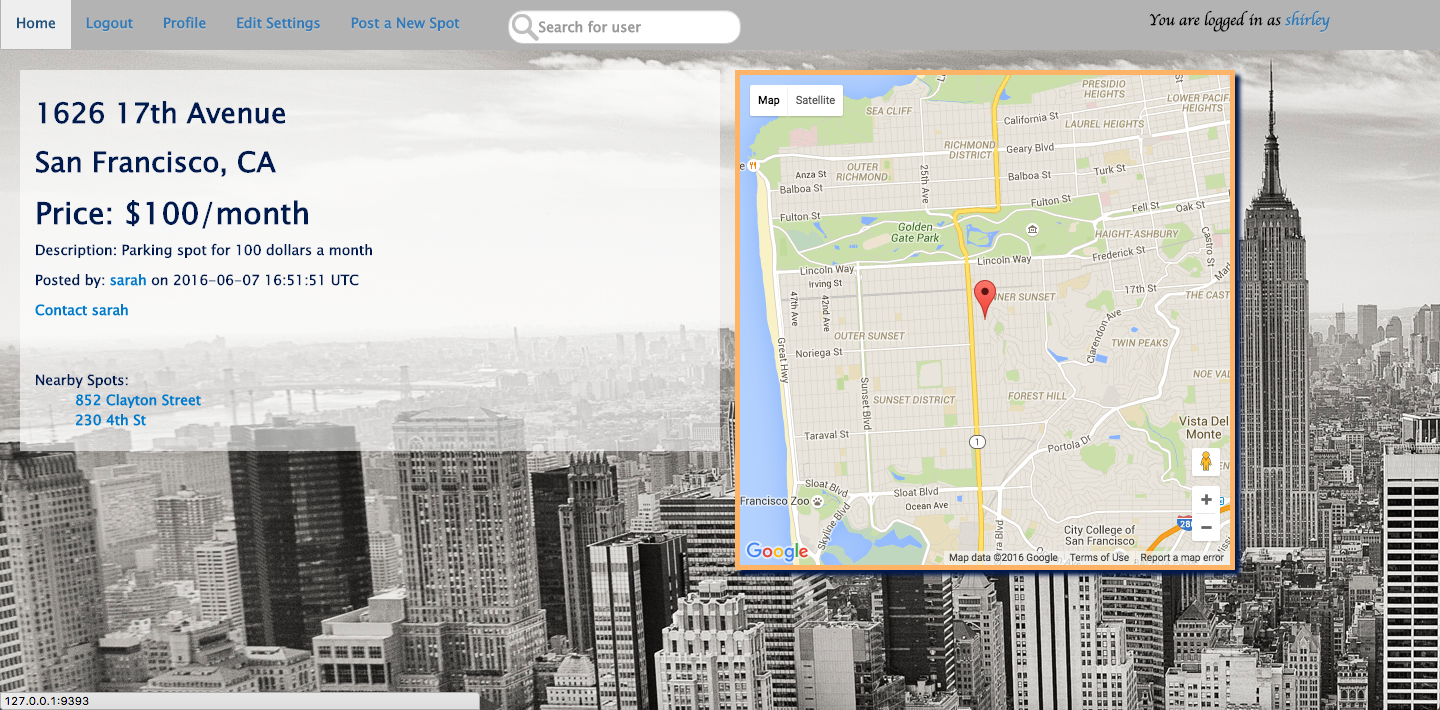 Home Logout Profile Edit Settings Post a New Spot Search for user You are logged in as shirley
1626 17th Avenue
San Francisco, CA
Price: $100/month
Description: Parking spot for 100 dollars a month
Posted by: sarah on 2016-06-07 16:51:51 UTC
Contact sarah
Nearby Spots:
852 Clayton Street
230 4th St
Map Satellite
PRESIDIO
HEIGHTS
SEA CLIFF
LOWER PACIF
HEIGHTS
California St
LAUREL HEIGHTS
RICHMOND
DISTRICT
Geary Blvd
OUTER
RICHMOND
25th Ave
Anza St
Turk St
Balboa St
Balboa St
Fulton St
Fulton St
Fell St
Oak St
Golden
Gate Park
HAIGHT-ASHBURY
Castro St
Frederick St
Lincoln Way
Lincoln Way
Irving St
Mar
17th St
47th Ave
42nd Ave
INNER SUNSET
THE CAST
Clarendon Ave
OUTER SUNSET
TWIN PEAKS
Great Hwy
Noriega St
NOE VAL
Sunset Blvd
SUNSET DISTRICT
FOREST HILL
Vista Del
Monte
Taraval St
1
Portola Dr
Sloat Blvd
Sloat Blvd
Francisco Zoo
Ocean Ave
Skyline Blvd
City College of
San Francisco
280
+
−
Google
Map data ©2016 Google Terms of Use Report a map error
127.0.0.1:9393